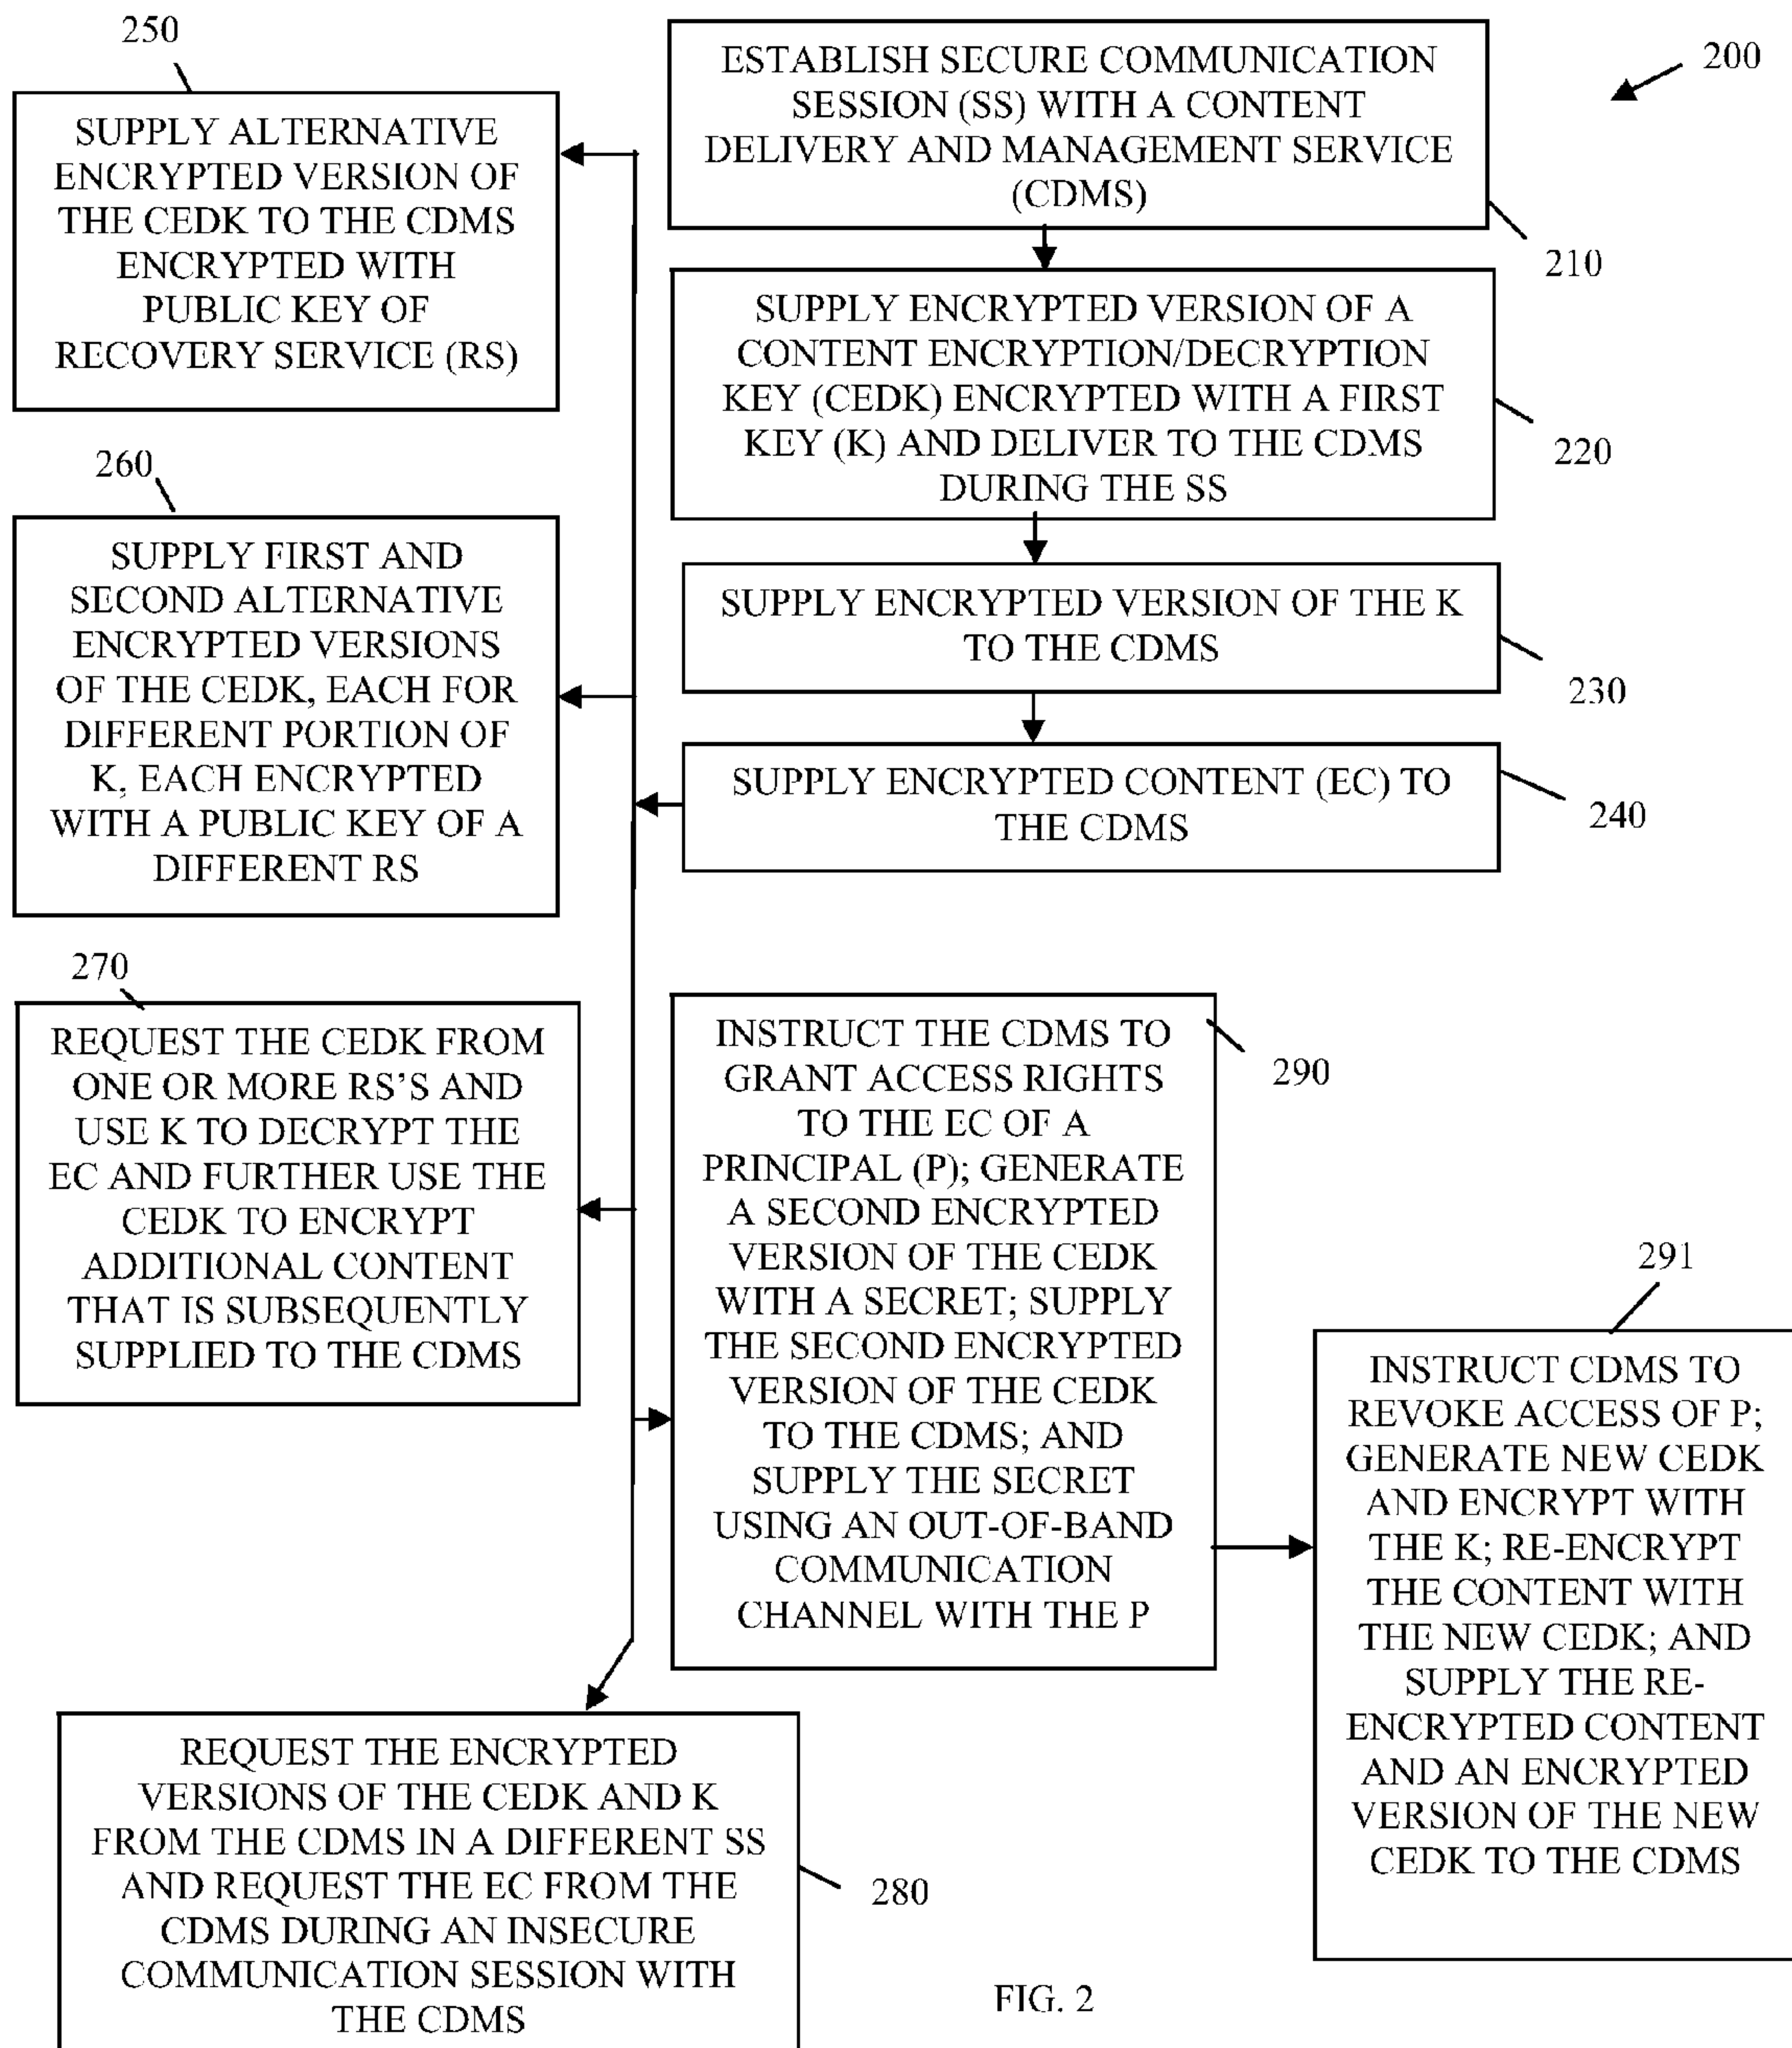 200
ESTABLISH SECURE COMMUNICATION
SESSION (SS) WITH A CONTENT
DELIVERY AND MANAGEMENT SERVICE
(CDMS)
210
SUPPLY ENCRYPTED VERSION OF A
CONTENT ENCRYPTION/DECRYPTION
KEY (CEDK) ENCRYPTED WITH A FIRST
KEY (K) AND DELIVER TO THE CDMS
DURING THE SS
220
SUPPLY ENCRYPTED VERSION OF THE K
TO THE CDMS
230
SUPPLY ENCRYPTED CONTENT (EC) TO
THE CDMS
240
250
SUPPLY ALTERNATIVE
ENCRYPTED VERSION OF
THE CEDK TO THE CDMS
ENCRYPTED WITH
PUBLIC KEY OF
RECOVERY SERVICE (RS)
260
SUPPLY FIRST AND
SECOND ALTERNATIVE
ENCRYPTED VERSIONS
OF THE CEDK, EACH FOR
DIFFERENT PORTION OF
K, EACH ENCRYPTED
WITH A PUBLIC KEY OF A
DIFFERENT RS
270
REQUEST THE CEDK FROM
ONE OR MORE RS'S AND
USE K TO DECRYPT THE
EC AND FURTHER USE THE
CEDK TO ENCRYPT
ADDITIONAL CONTENT
THAT IS SUBSEQUENTLY
SUPPLIED TO THE CDMS
INSTRUCT THE CDMS TO
GRANT ACCESS RIGHTS
TO THE EC OF A
PRINCIPAL (P); GENERATE
A SECOND ENCRYPTED
VERSION OF THE CEDK
WITH A SECRET; SUPPLY
THE SECOND ENCRYPTED
VERSION OF THE CEDK
TO THE CDMS; AND
SUPPLY THE SECRET
USING AN OUT-OF-BAND
COMMUNICATION
CHANNEL WITH THE P
290
291
INSTRUCT CDMS TO
REVOKE ACCESS OF P;
GENERATE NEW CEDK
AND ENCRYPT WITH
THE K; RE-ENCRYPT
THE CONTENT WITH
THE NEW CEDK; AND
SUPPLY THE RE-
ENCRYPTED CONTENT
AND AN ENCRYPTED
VERSION OF THE NEW
CEDK TO THE CDMS
REQUEST THE ENCRYPTED
VERSIONS OF THE CEDK AND K
FROM THE CDMS IN A DIFFERENT SS
AND REQUEST THE EC FROM THE
CDMS DURING AN INSECURE
COMMUNICATION SESSION WITH
THE CDMS
280
FIG. 2